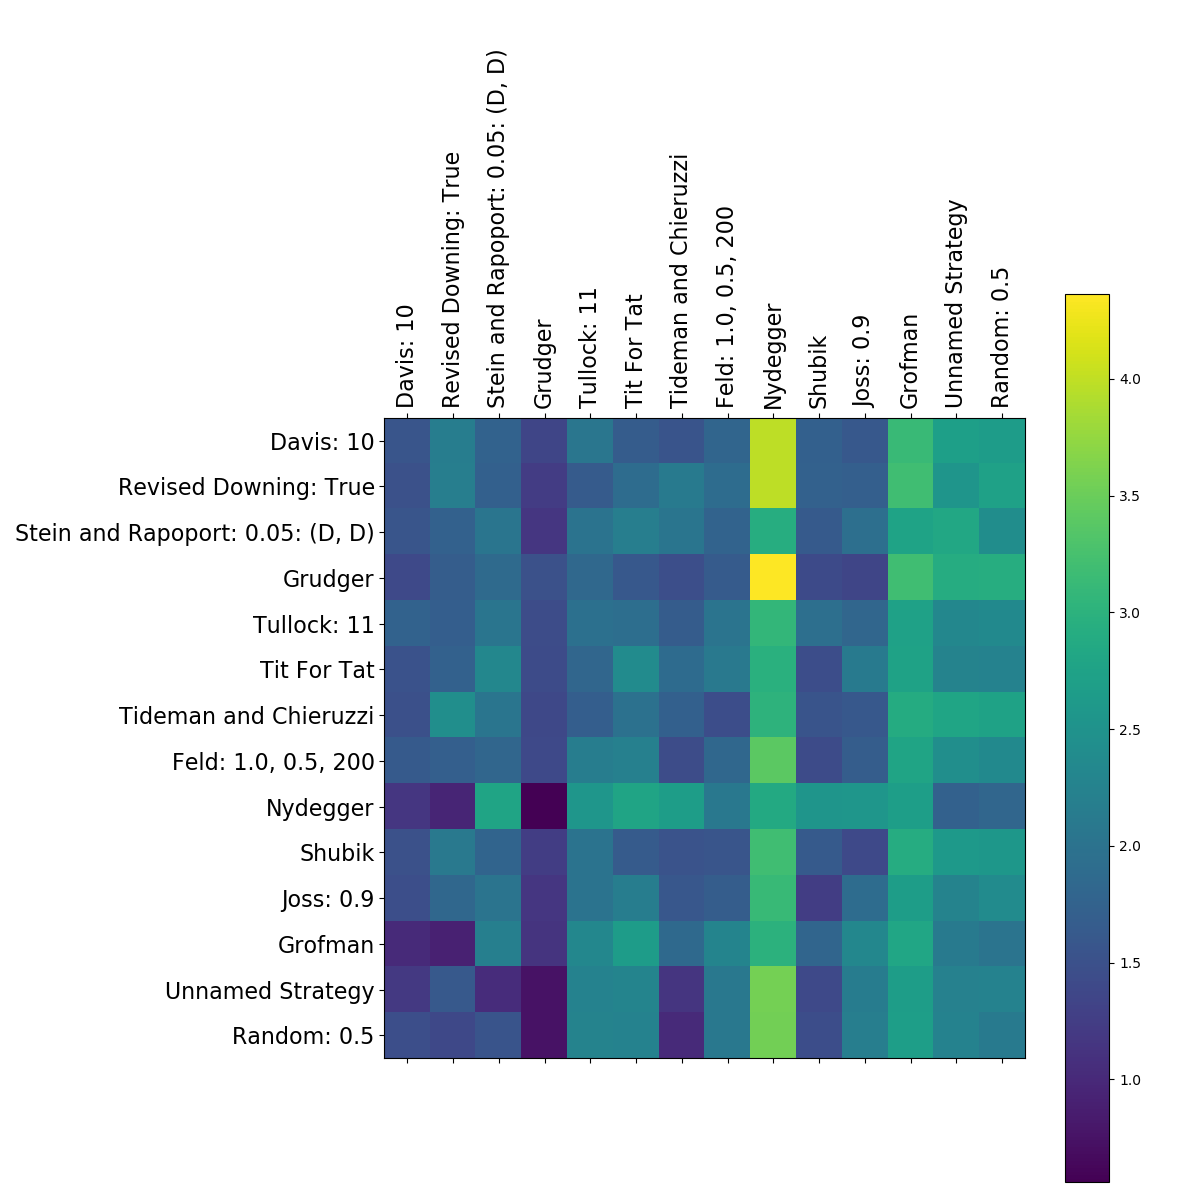 Davis: 10
Revised Downing: True
Stein and Rapoport: 0.05: (D, D)
Grudger
Tullock: 11
Tit For Tat
Tideman and Chieruzzi
Feld: 1.0, 0.5, 200
Nydegger
Shubik
Joss: 0.9
Grofman
Unnamed Strategy
Random: 0.5
Davis: 10
Revised Downing: True
Stein and Rapoport: 0.05: (D, D)
Grudger
Tullock: 11
Tit For Tat
Tideman and Chieruzzi
Feld: 1.0, 0.5, 200
Nydegger
Shubik
Joss: 0.9
Grofman
Unnamed Strategy
Random: 0.5
4.0
3.5
3.0
2.5
2.0
1.5
1.0